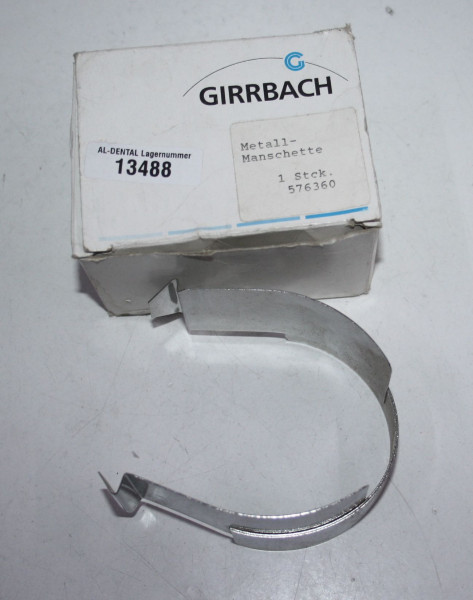 GIRRBACH
AL-DENTAL Lagernummer
13488
Metall-
Manschette
1 Stck.
576360